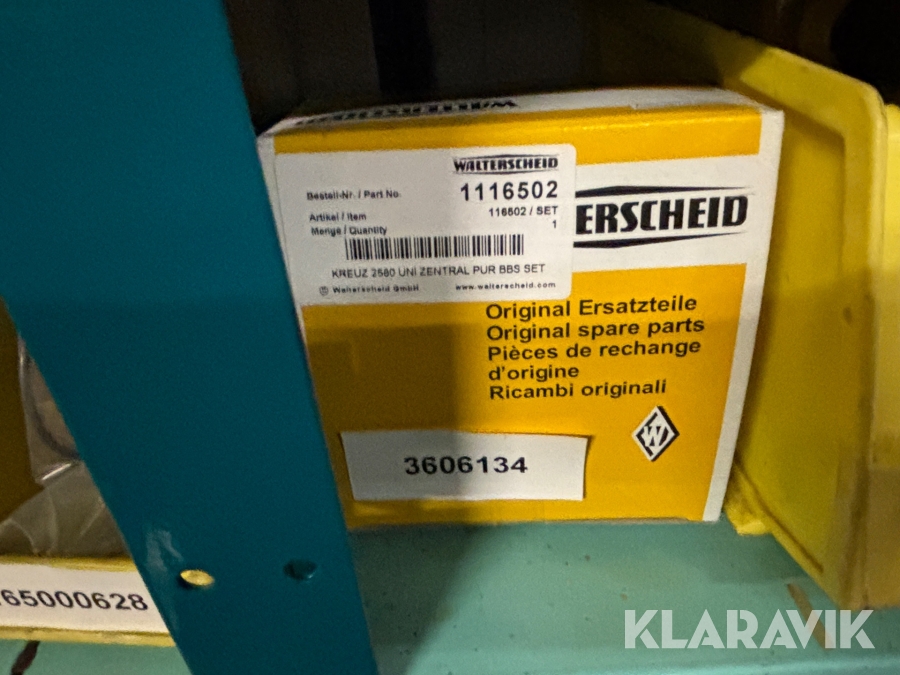 WALTERSCHEID
WALTERSCHEID
Bestell-Nr. / Part No. 1116502
Artikel / Item 116502 / SET
Menge / Quantity 1
KREUZ 2580 UNI ZENTRAL PUR BBS SET
© Walterscheid GmbH www.walterscheid.com
ERSCHEID
Original Ersatzteile
Original spare parts
Pièces de rechange
d'origine
Ricambi originali
W
3606134
65000628
KLARAVIK